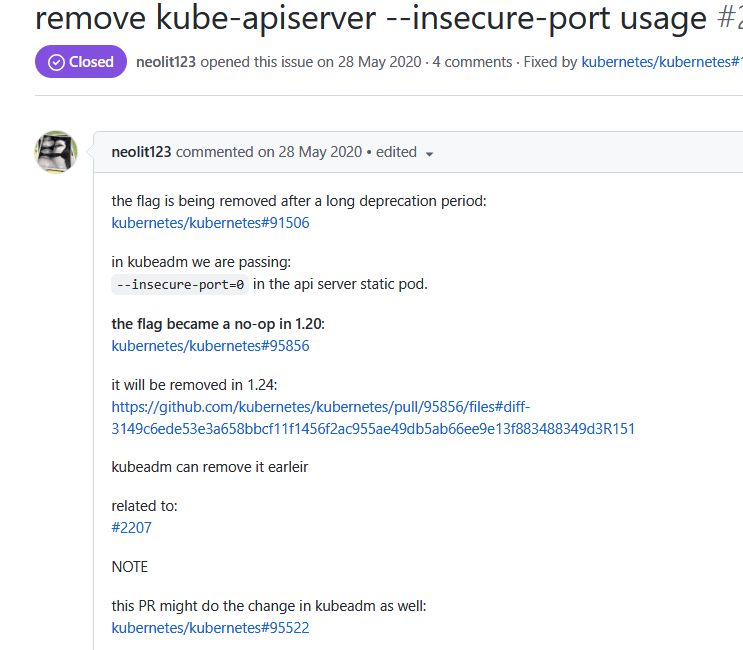 remove kube-apiserver --insecure-port usage
Closed neolit123 opened this issue on 28 May 2020 · 4 comments · Fixed by kubernetes/kubernetes#
neolit123 commented on 28 May 2020 • edited
the flag is being removed after a long deprecation period:
kubernetes/kubernetes#91506
in kubeadm we are passing:
--insecure-port=0 in the api server static pod.
the flag became a no-op in 1.20:
kubernetes/kubernetes#95856
it will be removed in 1.24:
https://github.com/kubernetes/kubernetes/pull/95856/files#diff-
3149c6ede53e3a658bbcf11f1456f2ac955ae49db5ab66ee9e13f883488349d3R151
kubeadm can remove it earleir
related to:
#2207
NOTE
this PR might do the change in kubeadm as well:
kubernetes/kubernetes#95522